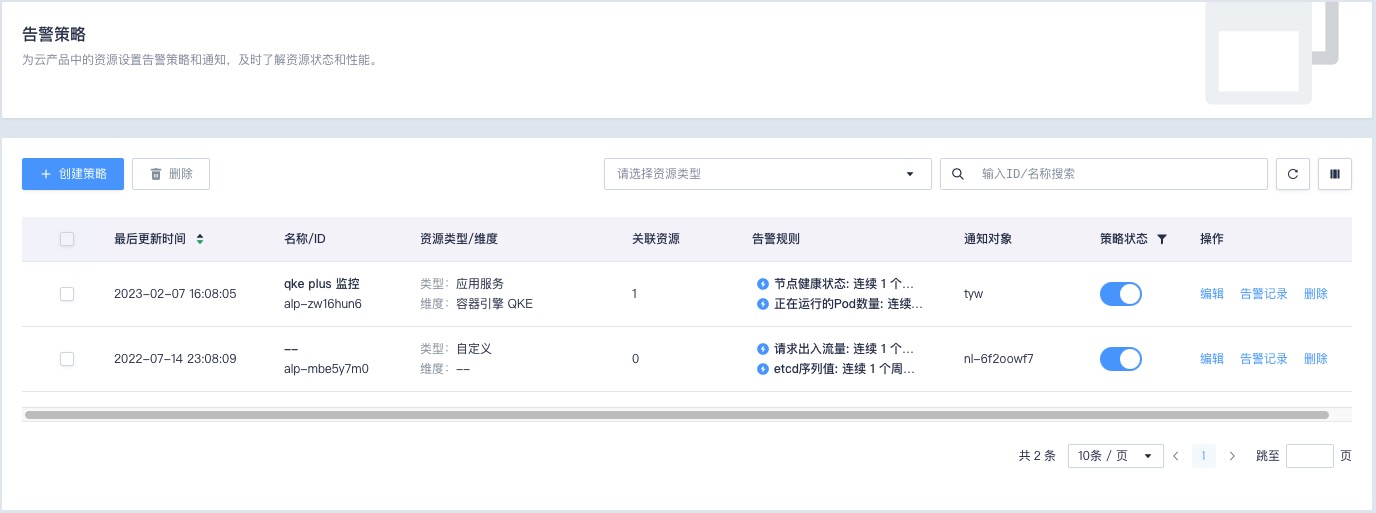 告警策略
为云产品中的资源设置告警策略和通知，及时了解资源状态和性能。
创建策略 删除 请选择资源类型 输入ID/名称搜索
最后更新时间 名称/ID 资源类型/维度 关联资源 告警规则 通知对象 策略状态 操作
qke plus 监控 类型：应用服务 节点健康状态: 连续 1 个…
2023-02-07 16:08:05 1 tyw 编辑 告警记录 删除
alp-zw16hun6 维度：容器引擎 QKE 正在运行的Pod数量: 连续…
-- 类型：自定义 请求出入流量: 连续 1 个…
2022-07-14 23:08:09 0 nl-6f2oowf7 编辑 告警记录 删除
alp-mbe5y7m0 维度：-- etcd序列值: 连续 1 个周…
共 2 条 10条 / 页 1 跳至 页